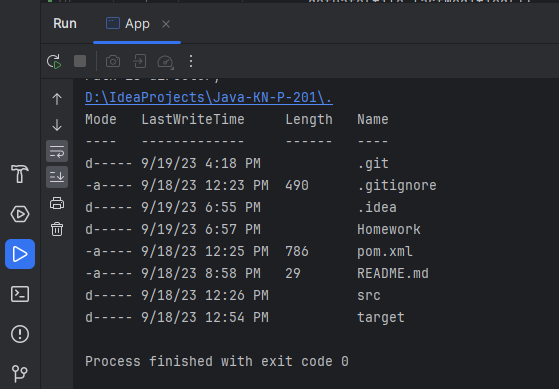 Run App
D:\IdeaProjects\Java-KN-P-201\.
Mode LastWriteTime Length Name
---- ------------- ------ ----
d----- 9/19/23 4:18 PM .git
-a---- 9/18/23 12:23 PM 490 .gitignore
d----- 9/19/23 6:55 PM .idea
d----- 9/19/23 6:57 PM Homework
-a---- 9/18/23 12:25 PM 786 pom.xml
-a---- 9/18/23 8:58 PM 29 README.md
d----- 9/18/23 12:26 PM src
d----- 9/18/23 12:54 PM target
Process finished with exit code 0